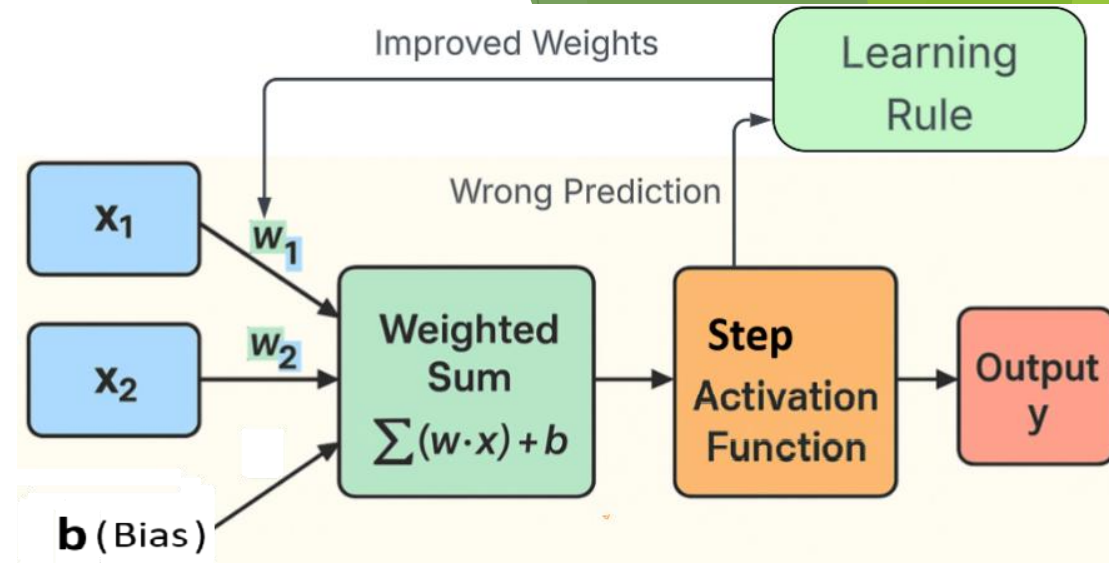 Improved Weights
Learning
Rule
Wrong Prediction
x₁
w₁
x₂
w₂
b (Bias)
Weighted
Sum
∑(w·x) + b
Step
Activation
Function
Output
y